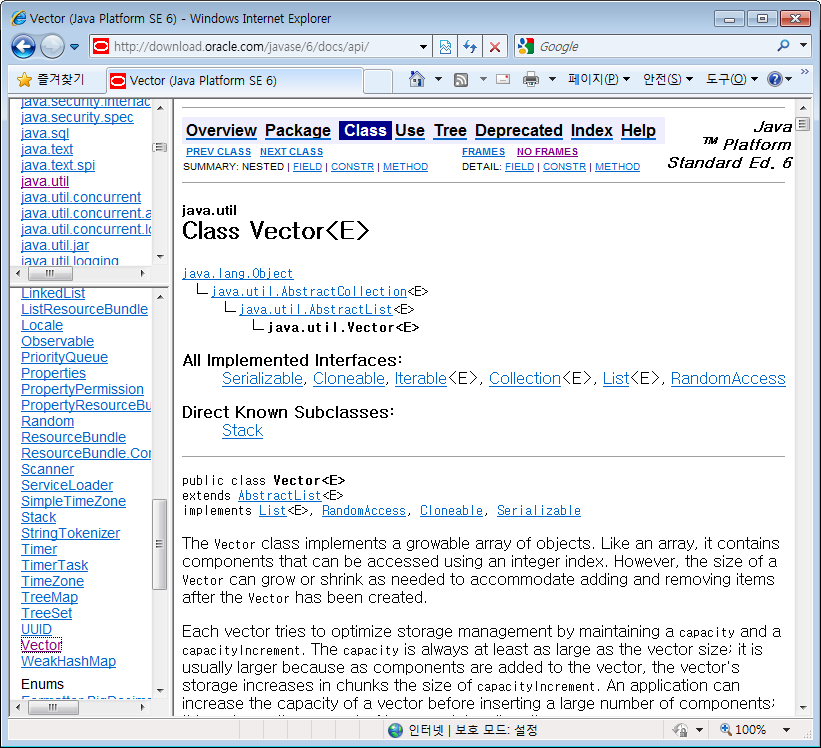 Vector (Java Platform SE 6) - Windows Internet Explorer
http://download.oracle.com/javase/6/docs/api/
Google
즐겨찾기
Vector (Java Platform SE 6)
페이지(P)
안전(S)
도구(O)
java.security.interfac
java.security.spec
java.sql
java.text
java.text.spi
java.util
java.util.concurrent
java.util.concurrent.a
java.util.concurrent.lo
java.util.jar
java.util.logging
LinkedList
ListResourceBundle
Locale
Observable
PriorityQueue
Properties
PropertyPermission
PropertyResourceBu
Random
ResourceBundle
ResourceBundle.Con
Scanner
ServiceLoader
SimpleTimeZone
Stack
StringTokenizer
Timer
TimerTask
TimeZone
TreeMap
TreeSet
UUID
Vector
WeakHashMap
Enums
Formatter.BigDecima
Overview Package Class Use Tree Deprecated Index Help
Java
™ Platform
Standard Ed. 6
PREV CLASS NEXT CLASS FRAMES NO FRAMES
SUMMARY: NESTED | FIELD | CONSTR | METHOD DETAIL: FIELD | CONSTR | METHOD
java.util
Class Vector<E>
java.lang.Object
java.util.AbstractCollection<E>
java.util.AbstractList<E>
java.util.Vector<E>
All Implemented Interfaces:
Serializable, Cloneable, Iterable<E>, Collection<E>, List<E>, RandomAccess
Direct Known Subclasses:
Stack
public class Vector<E>
extends AbstractList<E>
implements List<E>, RandomAccess, Cloneable, Serializable
The Vector class implements a growable array of objects. Like an array, it contains
components that can be accessed using an integer index. However, the size of a
Vector can grow or shrink as needed to accommodate adding and removing items
after the Vector has been created.
Each vector tries to optimize storage management by maintaining a capacity and a
capacityIncrement. The capacity is always at least as large as the vector size; it is
usually larger because as components are added to the vector, the vector's
storage increases in chunks the size of capacityIncrement. An application can
increase the capacity of a vector before inserting a large number of components;
인터넷 | 보호 모드: 설정
100%